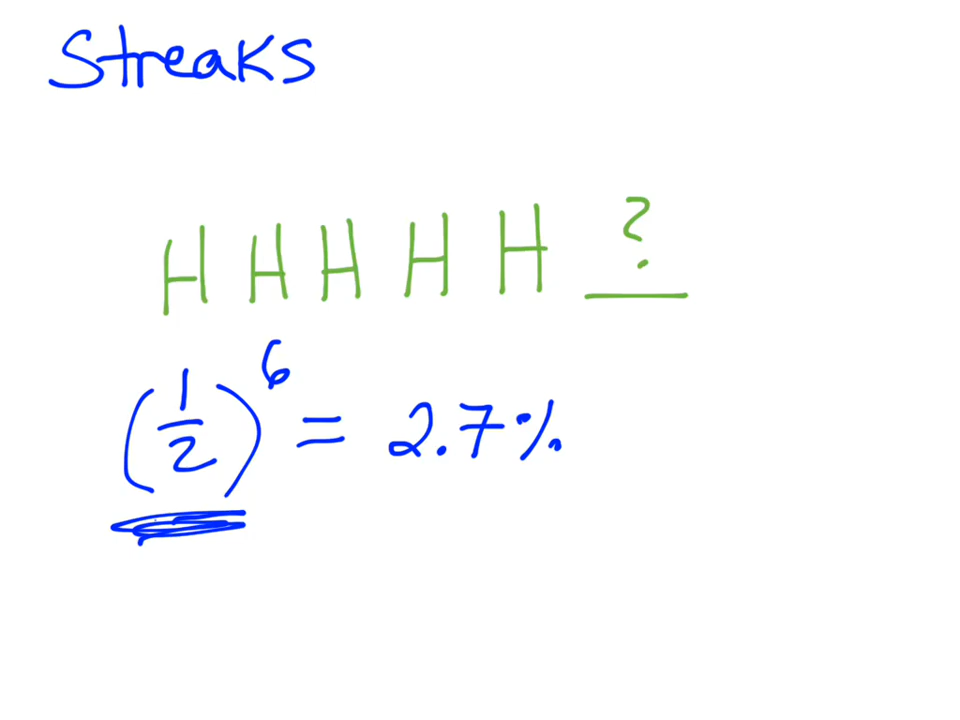 Streaks
H H H H H ?
(1/2)^6 = 2.7%